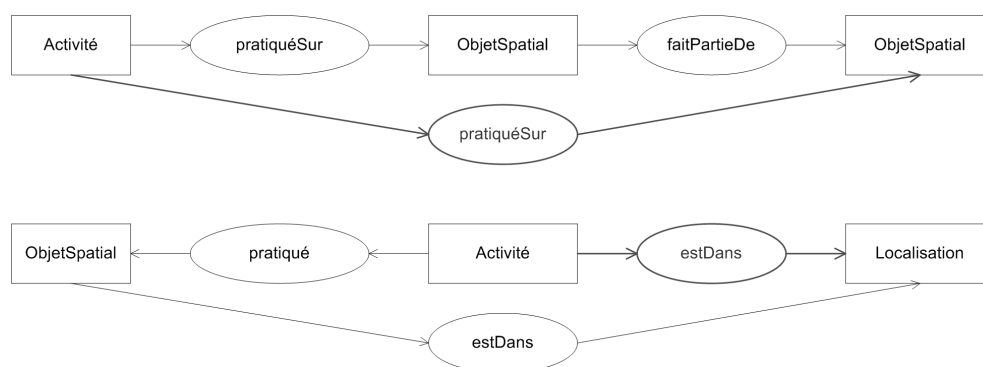 Activité pratiquéSur ObjetSpatial faitPartieDe ObjetSpatial
pratiquéSur
ObjetSpatial pratiqué Activité estDans Localisation
estDans